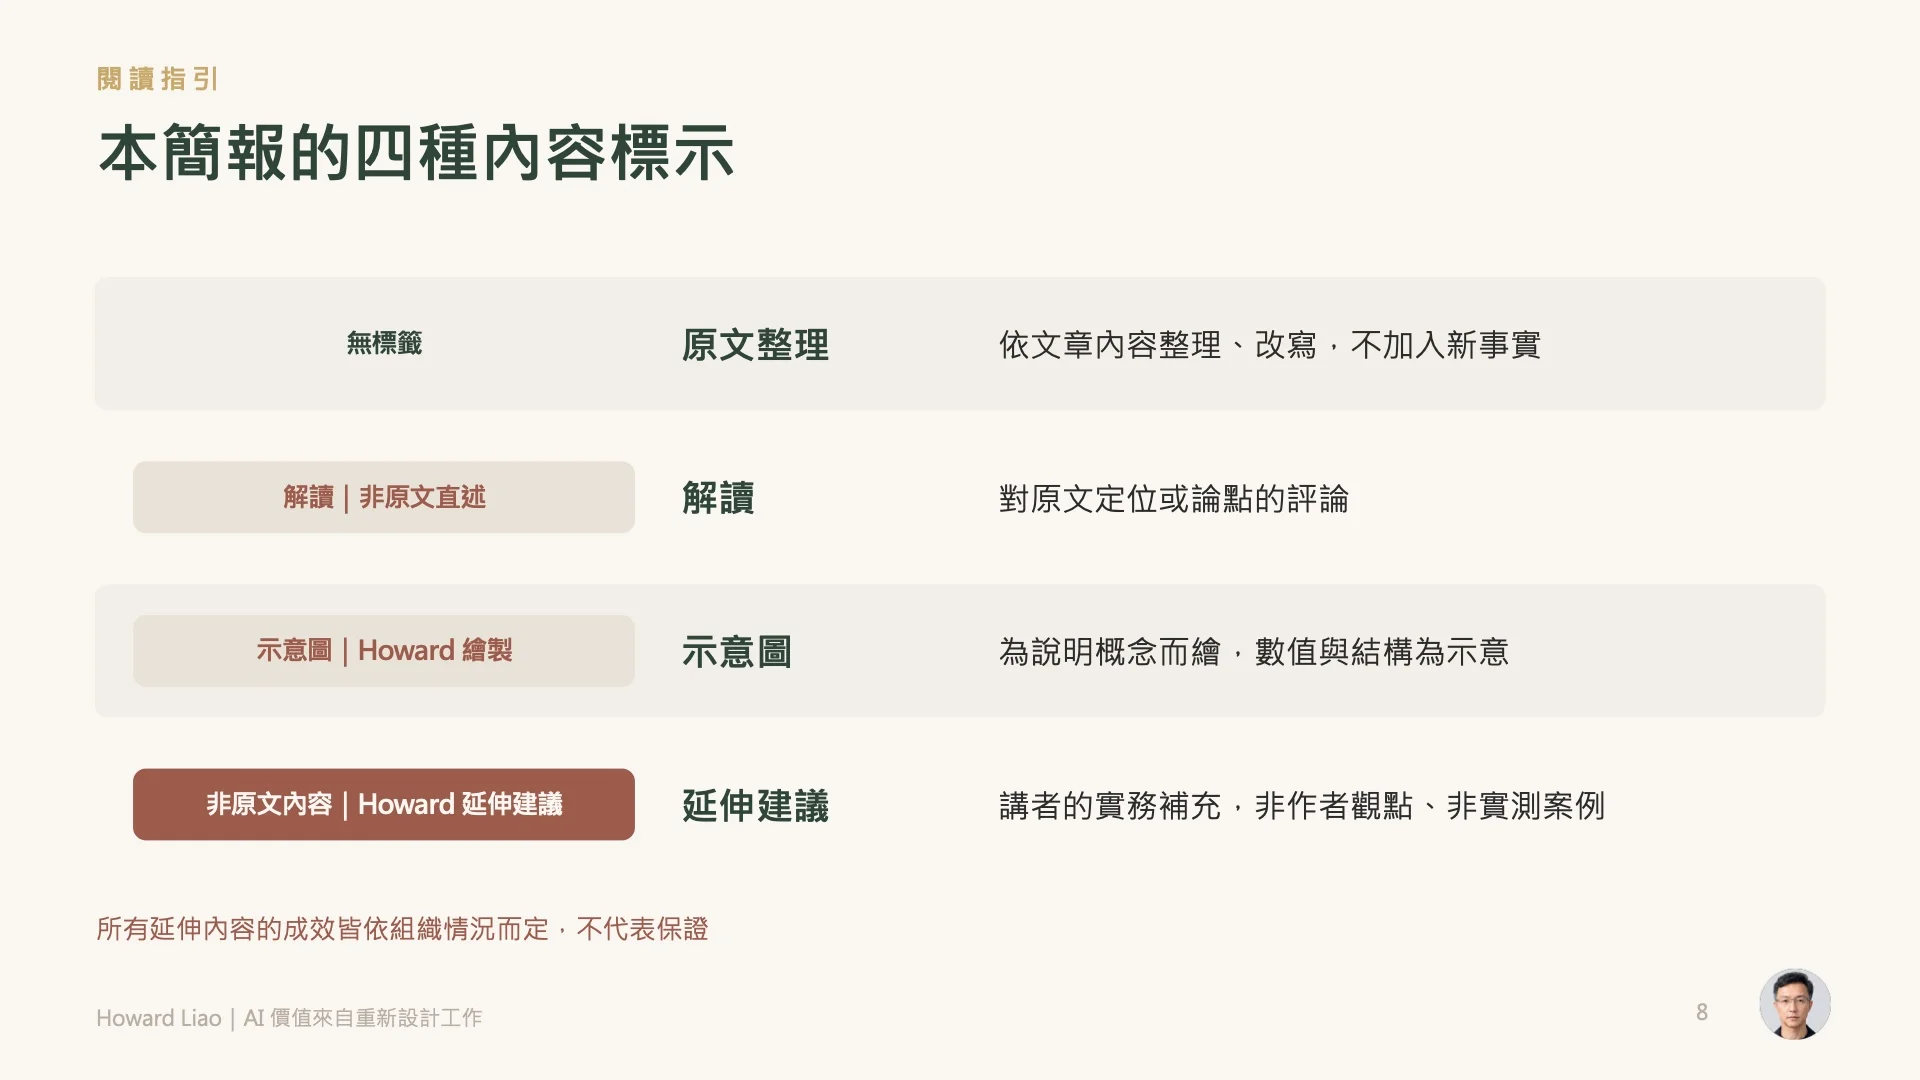 閱讀指引
本簡報的四種內容標示
無標籤 原文整理 依文章內容整理、改寫，不加入新事實
解讀｜非原文直述 解讀 對原文定位或論點的評論
示意圖｜Howard 繪製 示意圖 為說明概念而繪，數值與結構為示意
非原文內容｜Howard 延伸建議 延伸建議 講者的實務補充，非作者觀點、非實測案例
所有延伸內容的成效皆依組織情況而定，不代表保證
Howard Liao｜AI 價值來自重新設計工作 8